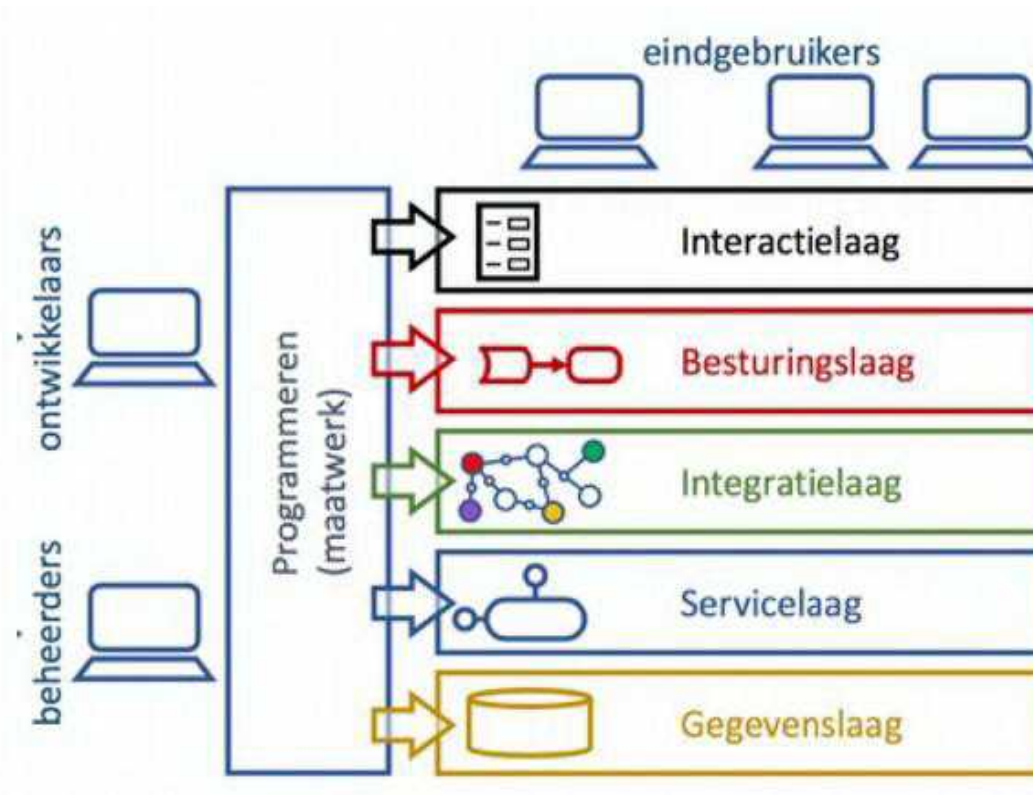 eindgebruikers
ontwikkelaars
beheerders
Programmeren
(maatwerk)
Interactielaag
Besturingslaag
Integratielaag
Servicelaag
Gegevenslaag